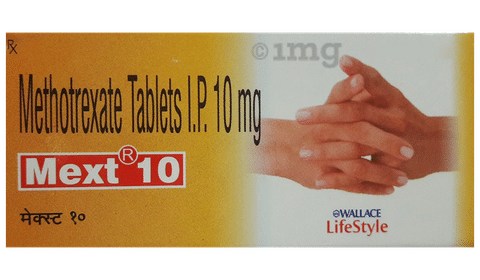 Rx
©1mg
Methotrexate Tablets I.P. 10 mg
Mext® 10
मेक्स्ट १०
WALLACE
LifeStyle